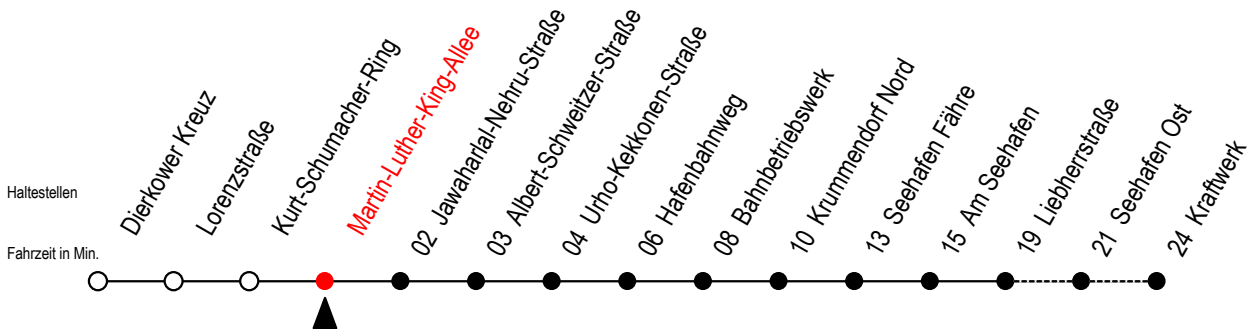 Haltestellen
Fahrzeit in Min.
Dierkower Kreuz
Lorenzstraße
Kurt-Schumacher-Ring
Martin-Luther-King-Allee
02 Jawaharlal-Nehru-Straße
03 Albert-Schweitzer-Straße
04 Urho-Kekkonen-Straße
06 Hafenbahnweg
08 Bahnbetriebswerk
10 Krummendorf Nord
13 Seehafen Fähre
15 Am Seehafen
19 Liebherrstraße
21 Seehafen Ost
24 Kraftwerk